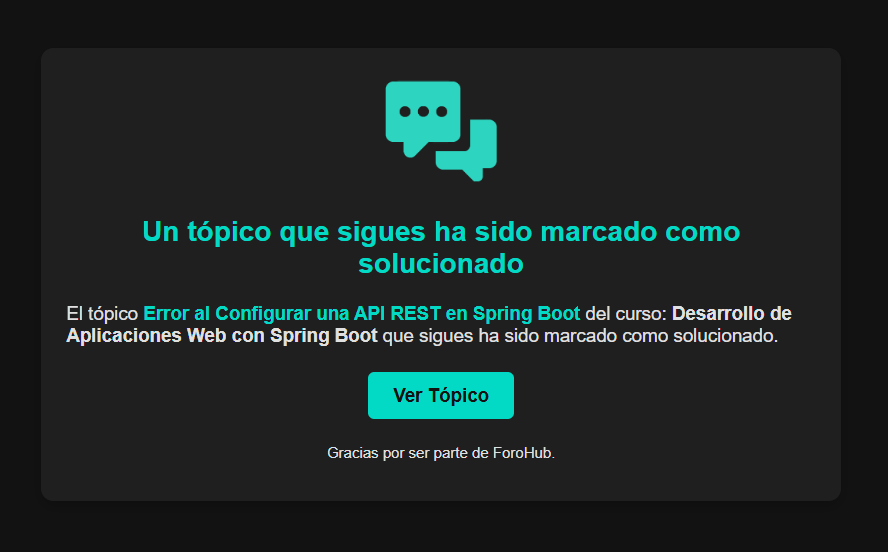 Un tópico que sigues ha sido marcado como
solucionado
El tópico Error al Configurar una API REST en Spring Boot del curso: Desarrollo de
Aplicaciones Web con Spring Boot que sigues ha sido marcado como solucionado.
Ver Tópico
Gracias por ser parte de ForoHub.